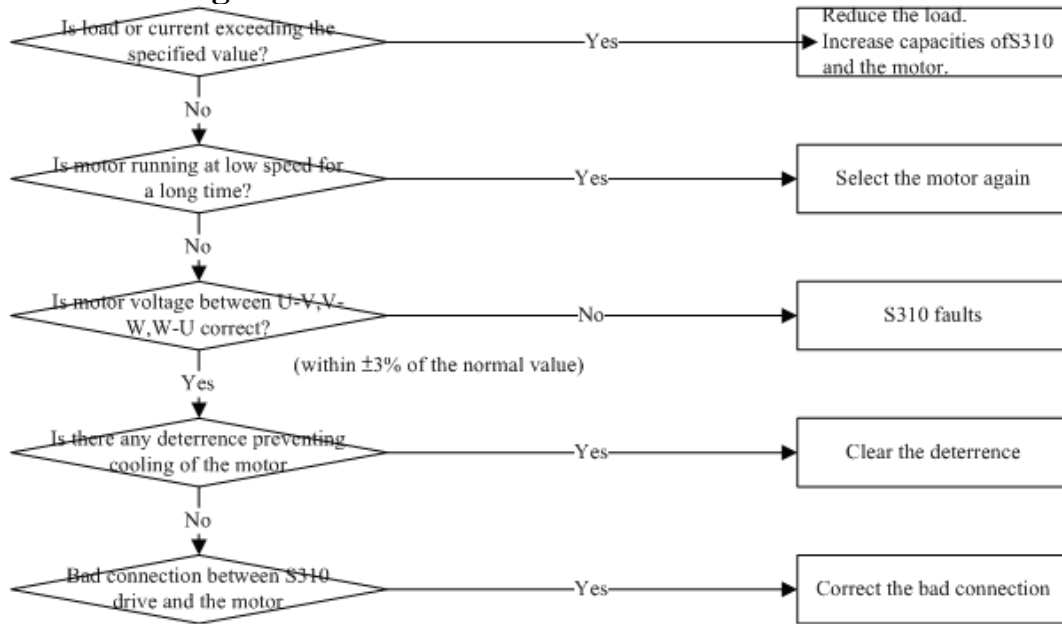 Is load or current exceeding the
specified value?
Yes
Reduce the load.
Increase capacities ofS310
and the motor.
No
Is motor running at low speed for
a long time?
Yes
Select the motor again
No
Is motor voltage between U-V,V-
W,W-U correct?
No
S310 faults
(within ±3% of the normal value)
Yes
Is there any deterrence preventing
cooling of the motor
Yes
Clear the deterrence
No
Bad connection between S310
drive and the motor
Yes
Correct the bad connection